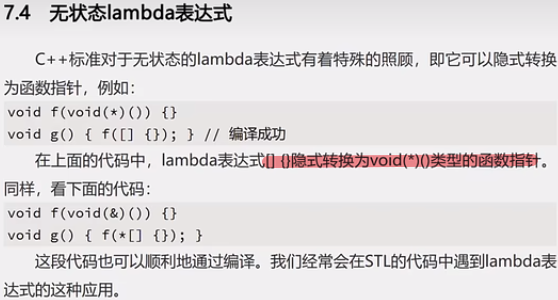 7.4 无状态lambda表达式
C++标准对于无状态的lambda表达式有着特殊的照顾，即它可以隐式转换
为函数指针，例如：
void f(void(*)()) {}
void g() { f([] {}); } // 编译成功
在上面的代码中，lambda表达式[] {}隐式转换为void(*)()类型的函数指针。
同样，看下面的代码：
void f(void(&)()) {}
void g() { f(*[] {}); }
这段代码也可以顺利地通过编译。我们经常会在STL的代码中遇到lambda表
达式的这种应用。